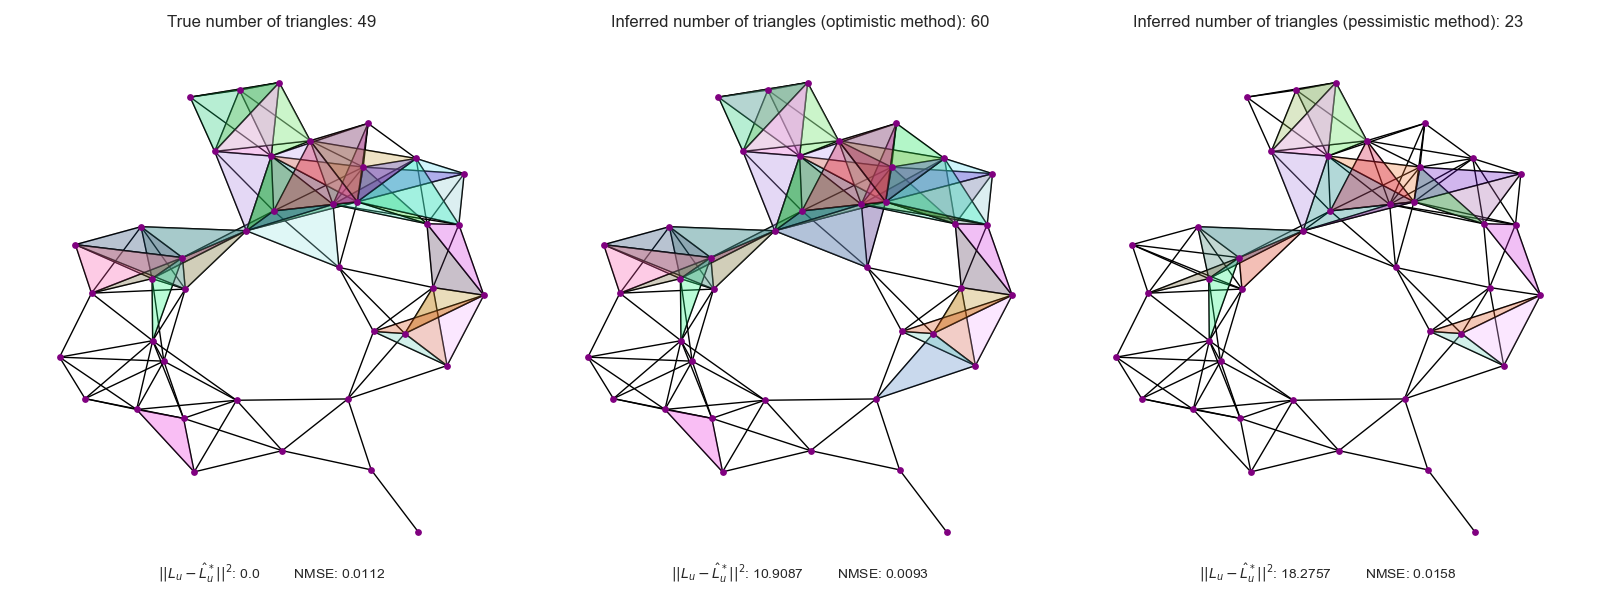 True number of triangles: 49
Inferred number of triangles (optimistic method): 60
Inferred number of triangles (pessimistic method): 23
$||L_u - \hat{L}_u^*||^2$: 0.0 NMSE: 0.0112
$||L_u - \hat{L}_u^*||^2$: 10.9087 NMSE: 0.0093
$||L_u - \hat{L}_u^*||^2$: 18.2757 NMSE: 0.0158